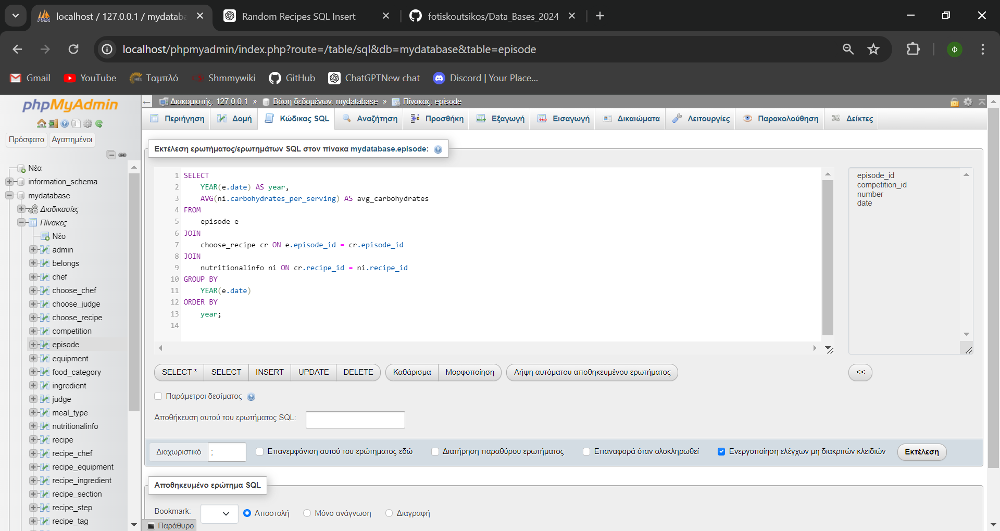 localhost / 127.0.0.1 / mydataba
Random Recipes SQL Insert
fotiskoutsikos/Data_Bases_2024
localhost/phpmyadmin/index.php?route=/table/sql&db=mydatabase&table=episode
Φ
Gmail
YouTube
Ταμπλό
Shmmywiki
GitHub
ChatGPTNew chat
Discord | Your Place...
phpMyAdmin
Πρόσφατα
Αγαπημένοι
Νέα
information_schema
mydatabase
Διαδικασίες
Πίνακες
Νέο
admin
belongs
chef
choose_chef
choose_judge
choose_recipe
competition
episode
equipment
food_category
ingredient
judge
meal_type
nutritionalinfo
recipe
recipe_chef
recipe_equipment
recipe_ingredient
recipe_section
recipe_step
recipe_tag
Διακομιστής: 127.0.0.1 » Βάση δεδομένων: mydatabase » Πίνακας: episode
Περιήγηση
Δομή
Κώδικας SQL
Αναζήτηση
Προσθήκη
Εξαγωγή
Εισαγωγή
Δικαιώματα
Λειτουργίες
Παρακολούθηση
Δείκτες
Εκτέλεση ερωτήματος/ερωτημάτων SQL στον πίνακα mydatabase.episode:
1 SELECT
2 YEAR(e.date) AS year,
3 AVG(ni.carbohydrates_per_serving) AS avg_carbohydrates
4 FROM
5 episode e
6 JOIN
7 choose_recipe cr ON e.episode_id = cr.episode_id
8 JOIN
9 nutritionalinfo ni ON cr.recipe_id = ni.recipe_id
10 GROUP BY
11 YEAR(e.date)
12 ORDER BY
13 year;
14
episode_id
competition_id
number
date
SELECT *
SELECT
INSERT
UPDATE
DELETE
Καθάρισμα
Μορφοποίηση
Λήψη αυτόματου αποθηκευμένου ερωτήματος
<<
Παράμετροι δεσίματος
Αποθήκευση αυτού του ερωτήματος SQL:
Διαχωριστικό
;
Επανεμφάνιση αυτού του ερώτηματος εδώ
Διατήρηση παραθύρου ερωτήματος
Επαναφορά όταν ολοκληρωθεί
Ενεργοποίηση ελέγχων μη διακριτών κλειδιών
Εκτέλεση
Αποθηκευμένο ερώτημα SQL
Bookmark:
Αποστολή
Μόνο ανάγνωση
Διαγραφή
Παράθυρο